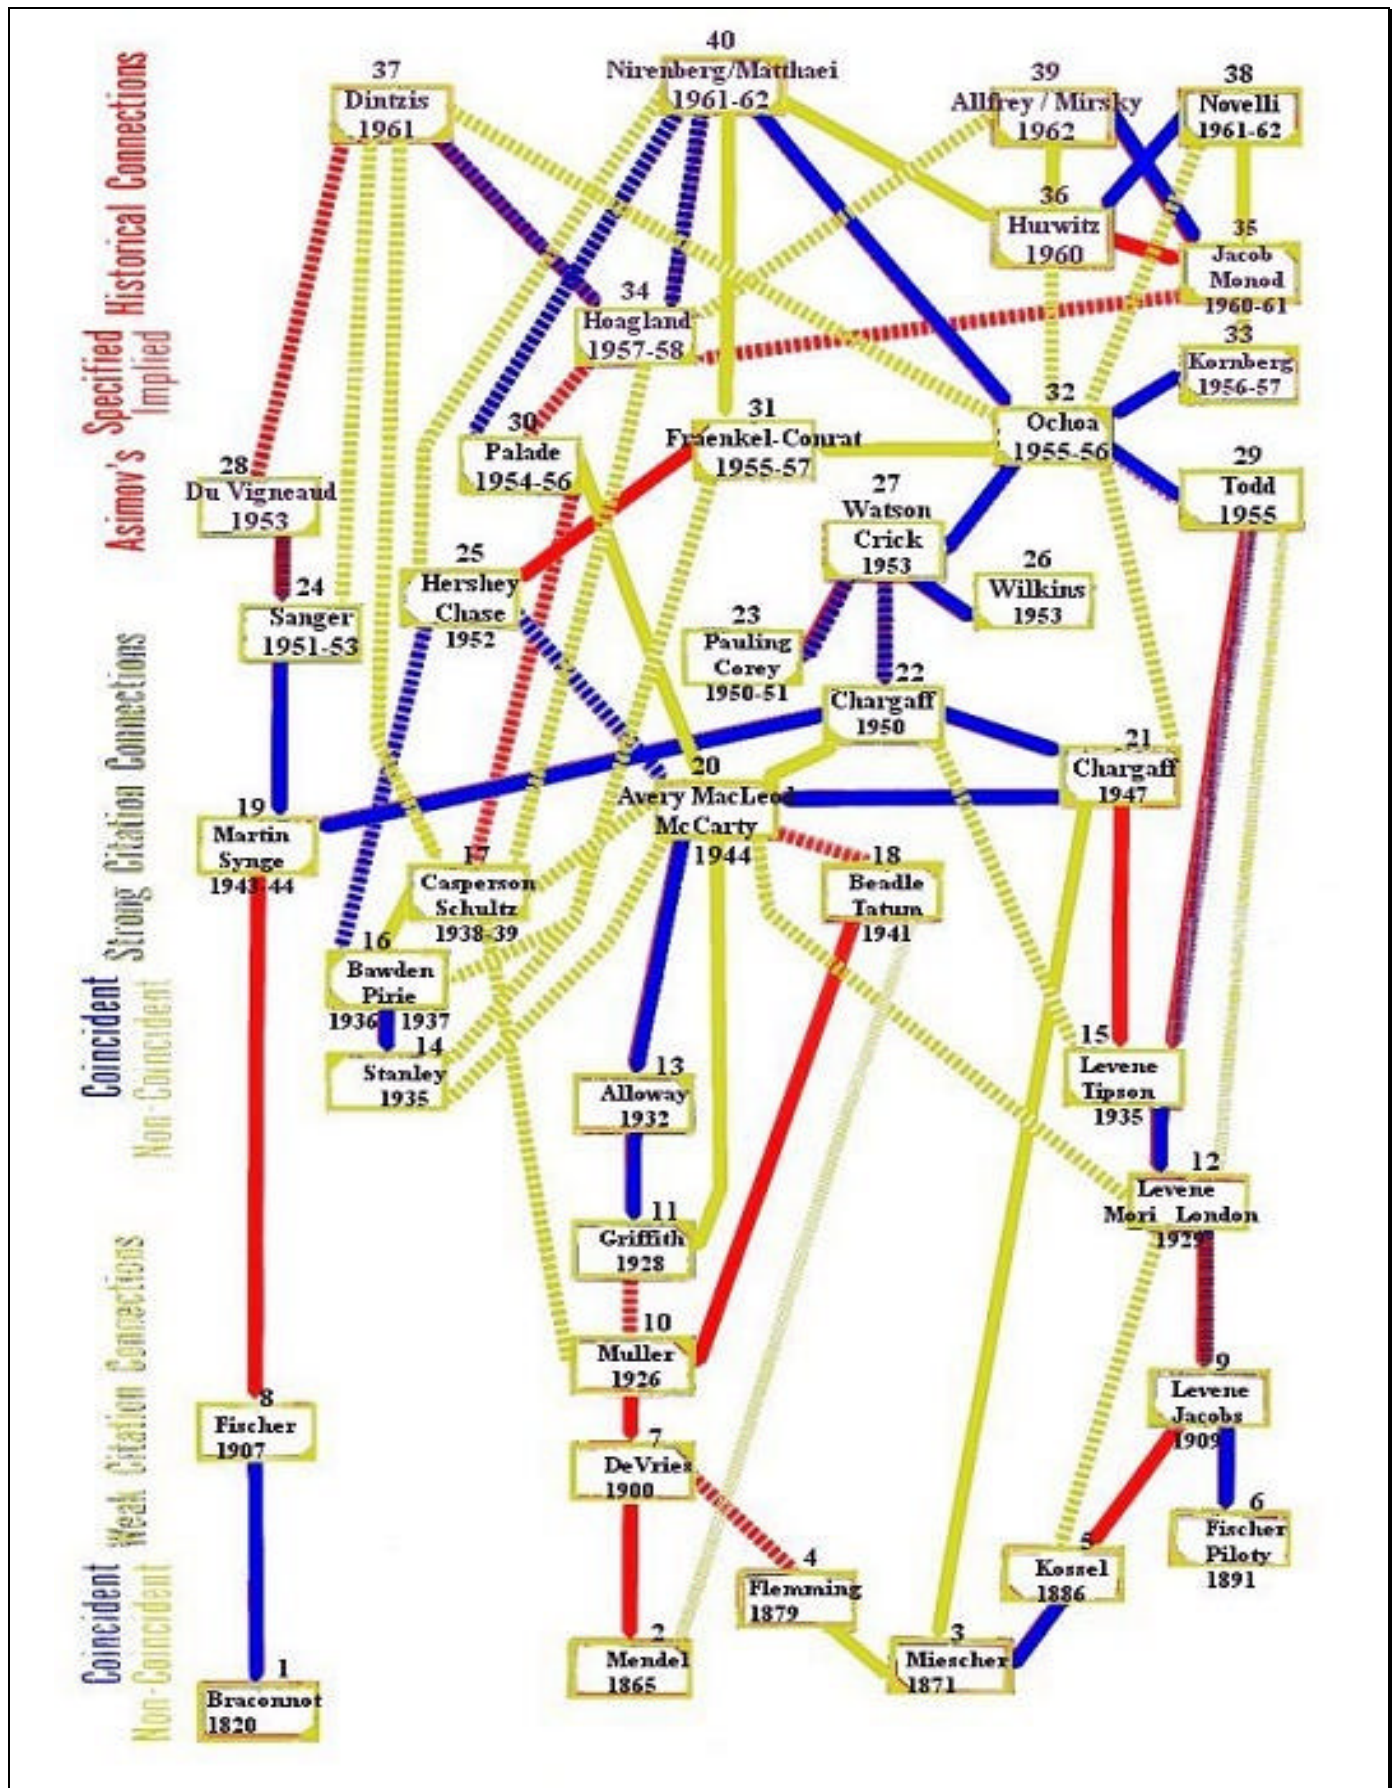 40
Nirenberg/Matthaei
1961-62
37
Dintzis
1961
39
Allfrey / Mirsky
1962
38
Novelli
1961-62
36
Hurwitz
1960
35
Jacob
Monod
1960-61
34
Hoagland
1957-58
33
Kornberg
1956-57
32
Ochoa
1955-56
31
Fraenkel-Conrat
1955-57
30
Palade
1954-56
29
Todd
1955
28
Du Vigneaud
1953
27
Watson
Crick
1953
26
Wilkins
1953
25
Hershey
Chase
1952
24
Sanger
1951-53
23
Pauling
Corey
1950-51
22
Chargaff
1950
21
Chargaff
1947
20
Avery MacLeod
McCarty
1944
19
Martin
Synge
1943-44
18
Beadle
Tatum
1941
17
Casperson
Schultz
1938-39
16
Bawden
Pirie
1936 1937
14
Stanley
1935
15
Levene
Tipson
1935
13
Alloway
1932
12
Levene
Mori London
1929
11
Griffith
1928
10
Muller
1926
9
Levene
Jacobs
1909
8
Fischer
1907
7
DeVries
1900
6
Fischer
Piloty
1891
5
Kossel
1886
4
Flemming
1879
3
Miescher
1871
2
Mendel
1865
1
Braconnot
1820
Asimov's Specified Historical Connections
Implied
Coincident Strong Citation Connections
Non-Coincident
Coincident Weak Citation Connections
Non-Coincident